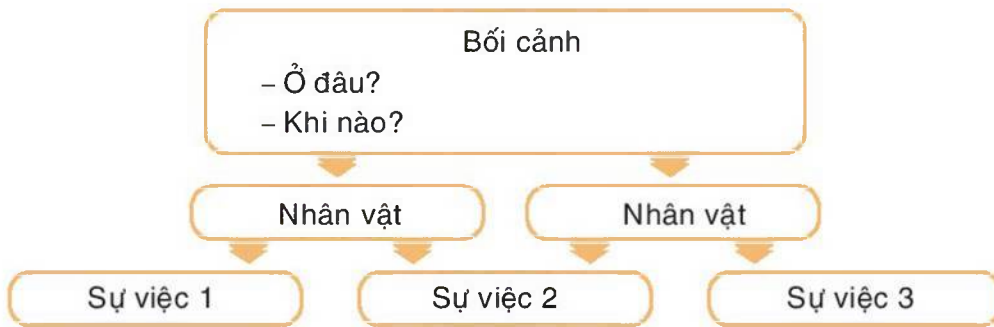 Bối cảnh
– Ở đâu?
– Khi nào?
Nhân vật
Nhân vật
Sự việc 1
Sự việc 2
Sự việc 3